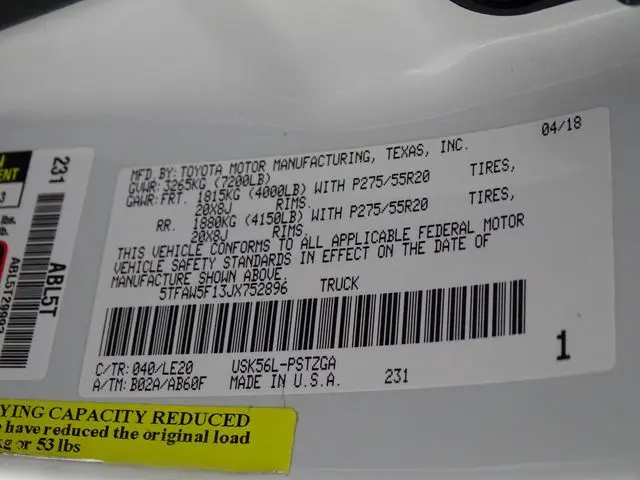 04/18
MFD.BY:TOYOTA MOTOR MANUFACTURING, TEXAS, INC.
GVWR: 3265KG (7200LB)
GAWR:FRT. 1815KG (4000LB) WITH P275/55R20 TIRES,
20X8J RIMS.
RR. 1880KG (4150LB) WITH P275/55R20 TIRES,
20X8J RIMS.
THIS VEHICLE CONFORMS TO ALL APPLICABLE FEDERAL MOTOR
VEHICLE SAFETY STANDARDS IN EFFECT ON THE DATE OF
MANUFACTURE SHOWN ABOVE.
5TFAW5F13JX752896 TRUCK
C/TR: 040/LE20 USK56L-PSTZGA 1
A/TM: B02A/AB60F MADE IN U.S.A. 231
231
ABL5T
lbs.
YING CAPACITY REDUCED
have reduced the original load
kg or 53 lbs